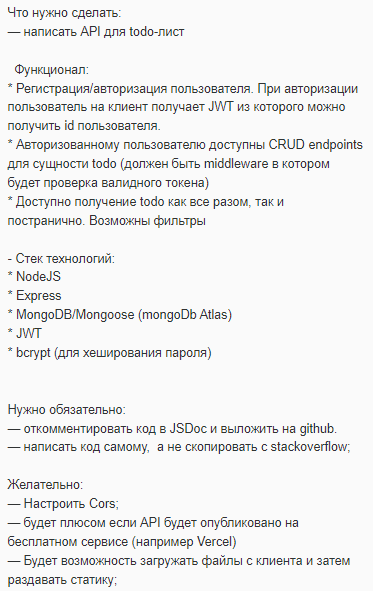 Что нужно сделать:
— написать API для todo-лист
Функционал:
* Регистрация/авторизация пользователя. При авторизации
пользователь на клиент получает JWT из которого можно
получить id пользователя.
* Авторизованному пользователю доступны CRUD endpoints
для сущности todo (должен быть middleware в котором
будет проверка валидного токена)
* Доступно получение todo как все разом, так и
постранично. Возможны фильтры
- Стек технологий:
* NodeJS
* Express
* MongoDB/Mongoose (mongoDb Atlas)
* JWT
* bcrypt (для хеширования пароля)
Нужно обязательно:
— откомментировать код в JSDoc и выложить на github.
— написать код самому,  а не скопировать с stackoverflow;
Желательно:
— Настроить Cors;
— будет плюсом если API будет опубликовано на
бесплатном сервисе (например Vercel)
— Будет возможность загружать файлы с клиента и затем
раздавать статику;